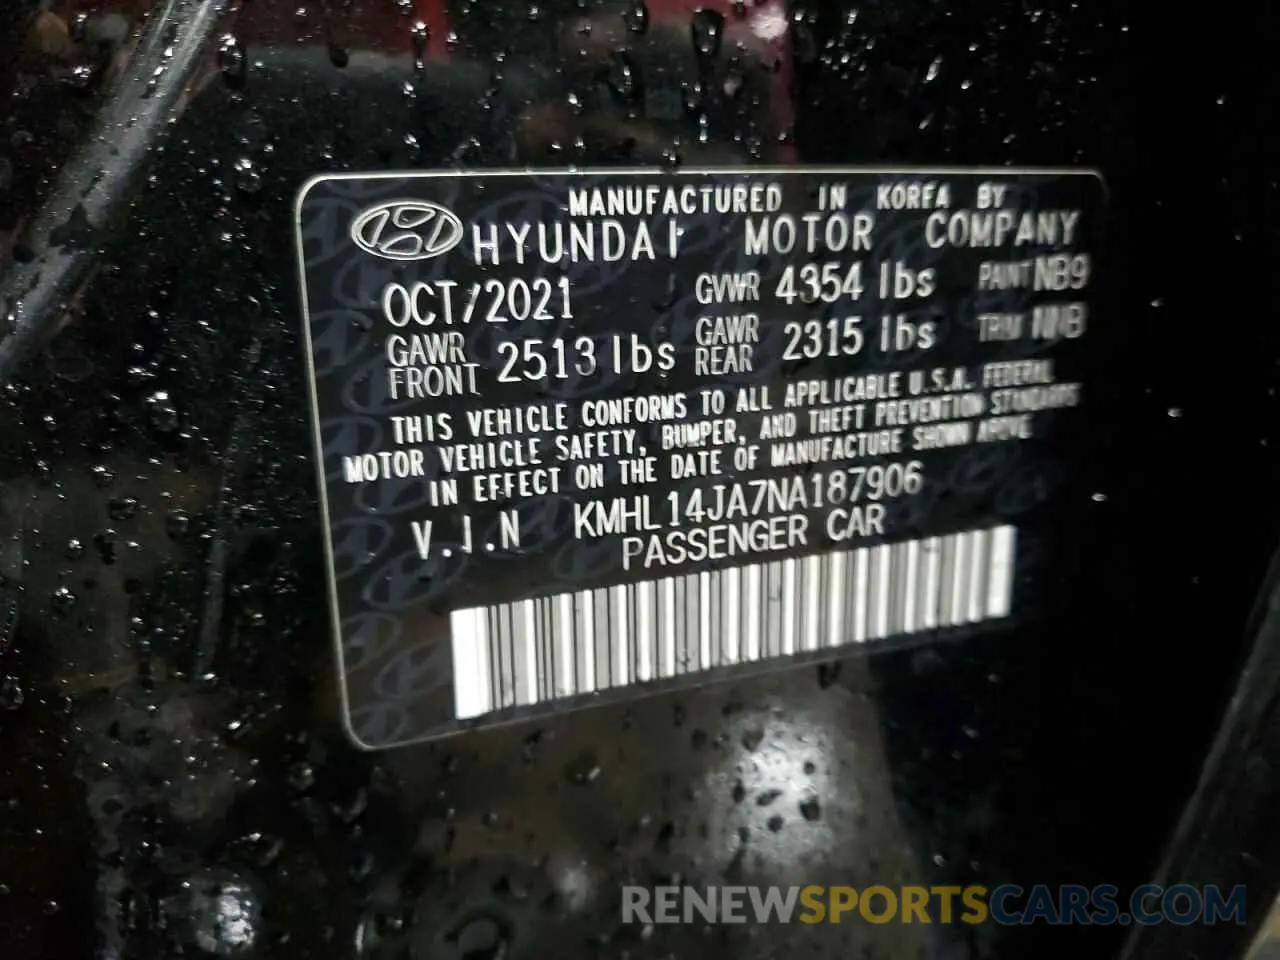 MANUFACTURED IN KOREA BY
HYUNDAI MOTOR COMPANY
OCT/2021 GVWR 4354 lbs PAINT NB9
GAWR FRONT 2513 lbs GAWR REAR 2315 lbs TRIM NNB
THIS VEHICLE CONFORMS TO ALL APPLICABLE U.S.A. FEDERAL
MOTOR VEHICLE SAFETY, BUMPER, AND THEFT PREVENTION STANDARDS
IN EFFECT ON THE DATE OF MANUFACTURE SHOWN ABOVE
V.I.N KMHL14JA7NA187906
PASSENGER CAR
RENEWSPORTSCARS.COM